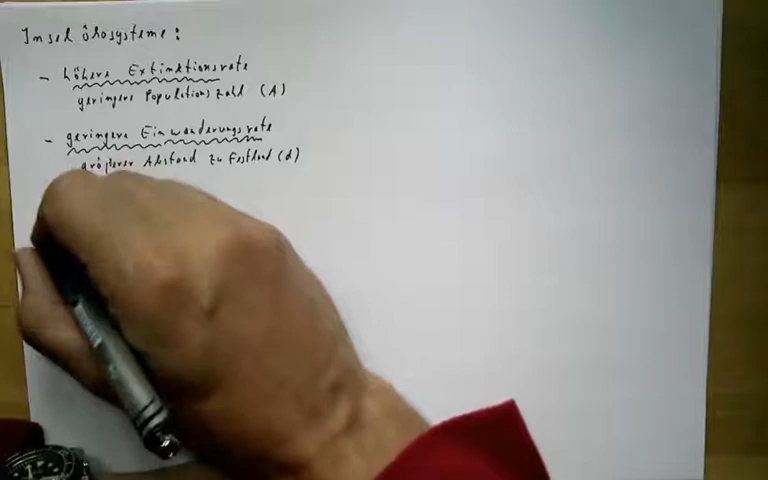 Insel ökosysteme:
- höhere Extinktionsrate
geringere Populationszahl (A)
- geringere Einwanderungsrate
größerer Abstand zu Festland (d)